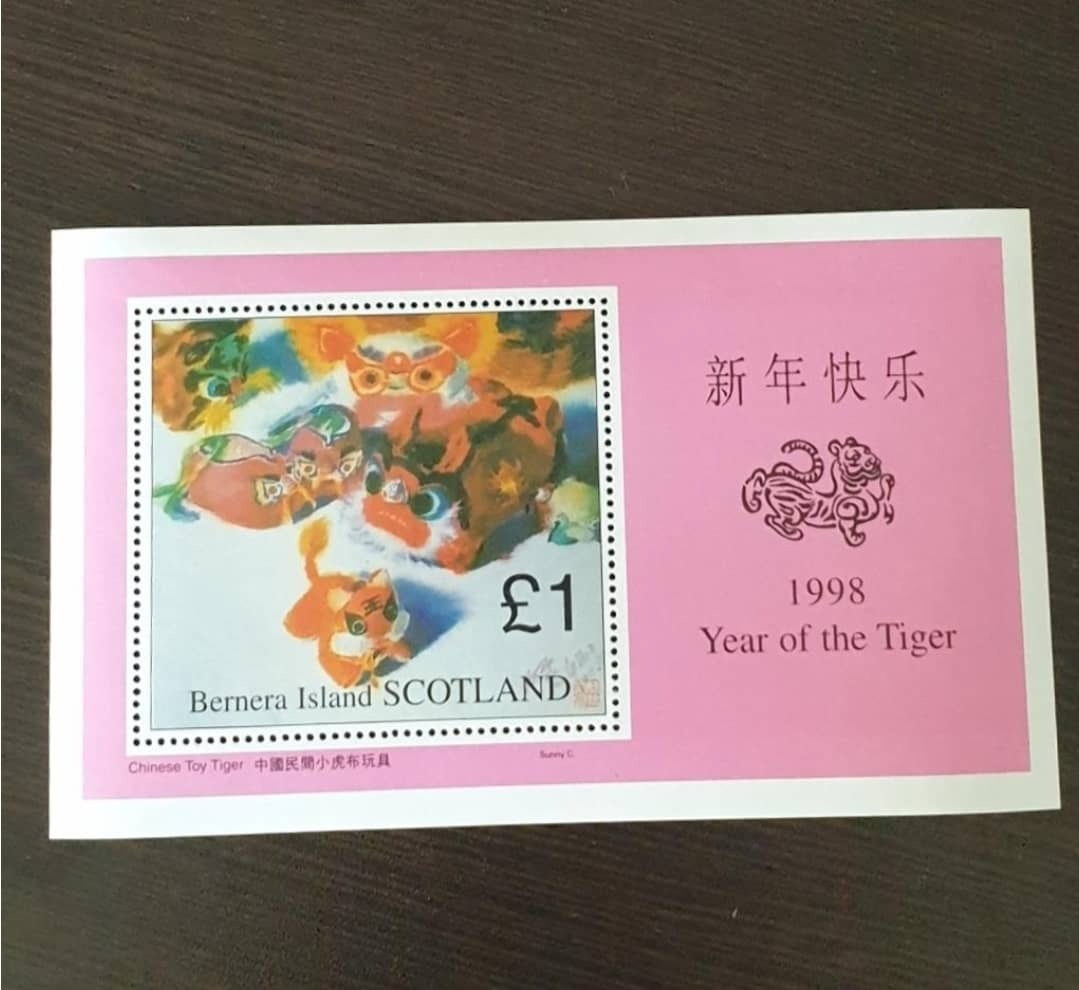 £1
Bernera Island SCOTLAND
Chinese Toy Tiger 中國民間小虎布玩具
Sunny C.
新年快乐
1998
Year of the Tiger
王